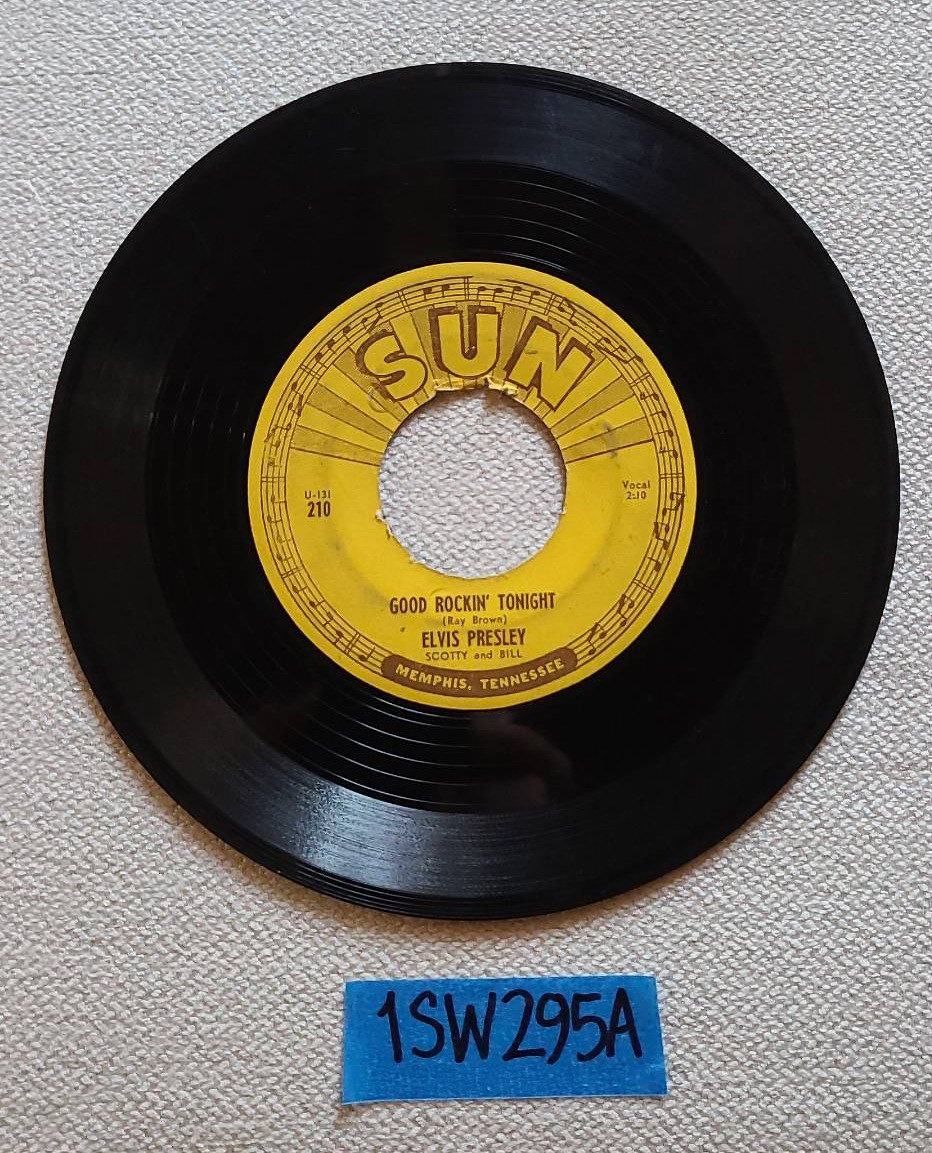 SUN
U-131
210
Vocal
2:10
GOOD ROCKIN' TONIGHT
(Ray Brown)
ELVIS PRESLEY
SCOTTY and BILL
MEMPHIS, TENNESSEE
1SW295A